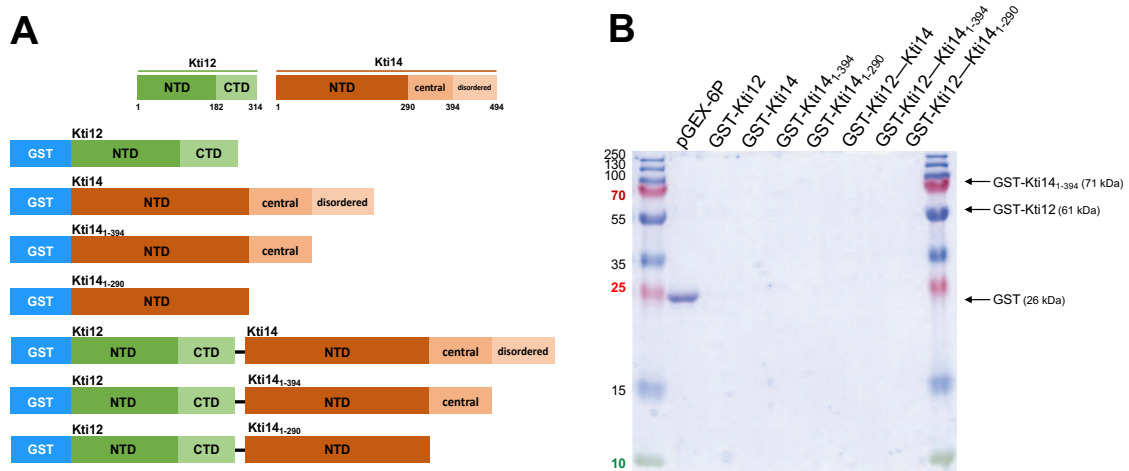 A
Kti12
Kti14
NTD CTD
NTD central disordered
1 182 314
1 290 394 494
Kti12
GST NTD CTD
Kti14
GST NTD central disordered
Kti14₁₋₃₉₄
GST NTD central
Kti14₁₋₂₉₀
GST NTD
Kti12 Kti14
GST NTD CTD NTD central disordered
Kti12 Kti14₁₋₃₉₄
GST NTD CTD NTD central
Kti12 Kti14₁₋₂₉₀
GST NTD CTD NTD
B
pGEX-6P
GST-Kti12
GST-Kti14
GST-Kti14₁₋₃₉₄
GST-Kti14₁₋₂₉₀
GST-Kti12—Kti14
GST-Kti12—Kti14₁₋₃₉₄
GST-Kti12—Kti14₁₋₂₉₀
250
130
100
70
55
35
25
15
10
GST-Kti14₁₋₃₉₄ (71 kDa)
GST-Kti12 (61 kDa)
GST (26 kDa)